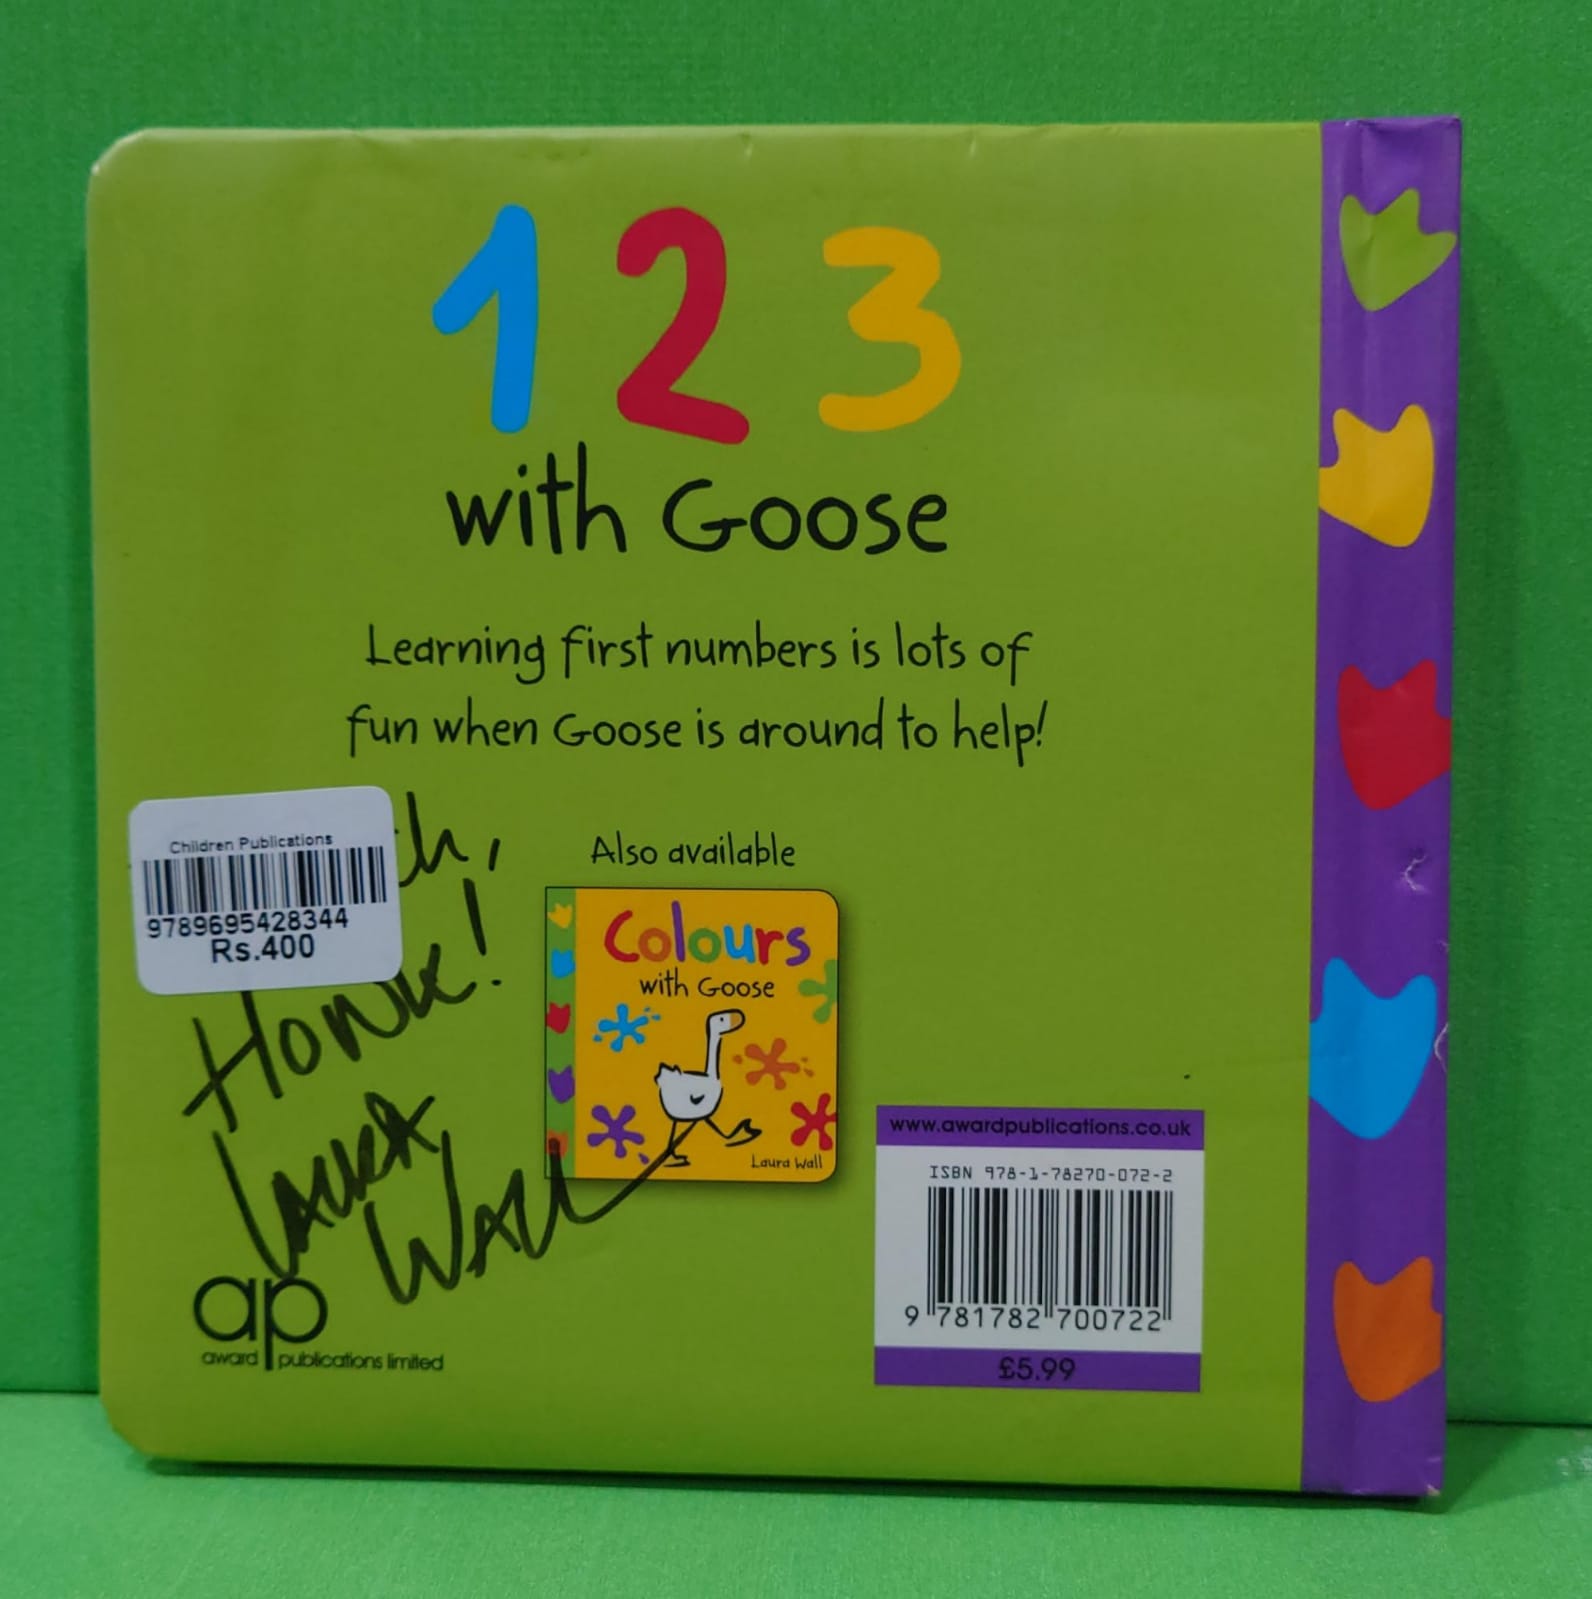 1 2 3
with Goose
Learning first numbers is lots of
fun when Goose is around to help!
Children Publications
9789695428344
Rs.400
Honk!
Laura
Wall
Also available
Colours
with Goose
Laura Wall
ap
award publications limited
www.awardpublications.co.uk
ISBN 978-1-78270-072-2
9 781782 700722
£5.99